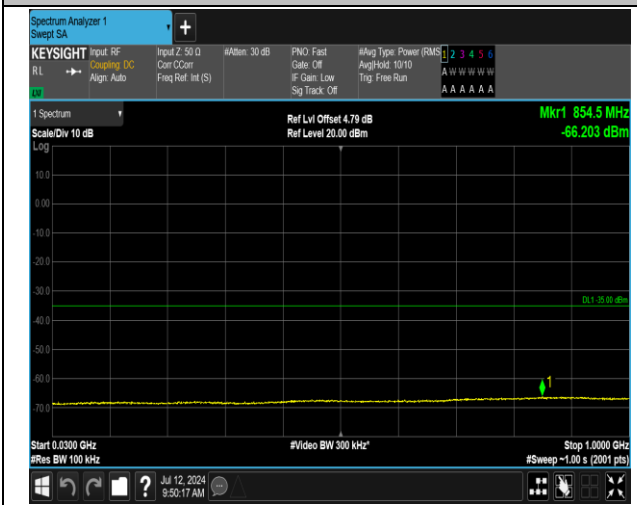 Spectrum Analyzer 1
Swept SA
+
KEYSIGHT
RL
Input: RF
Coupling: DC
Align: Auto
Input Z: 50 Ω
Corr CCorr
Freq Ref: Int (S)
#Atten: 30 dB
PNO: Fast
Gate: Off
IF Gain: Low
Sig Track: Off
#Avg Type: Power (RMS
Avg|Hold: 10/10
Trig: Free Run
1 2 3 4 5 6
A W W W W W
A A A A A A
1 Spectrum
Scale/Div 10 dB
Log
Ref Lvl Offset 4.79 dB
Ref Level 20.00 dBm
Mkr1 854.5 MHz
-66.203 dBm
10.0
0.00
-10.0
-20.0
-30.0
DL1 -35.00 dBm
-40.0
-50.0
-60.0
1
-70.0
Start 0.0300 GHz
#Res BW 100 kHz
#Video BW 300 kHz*
Stop 1.0000 GHz
#Sweep ~1.00 s (2001 pts)
?
Jul 12, 2024
9:50:17 AM